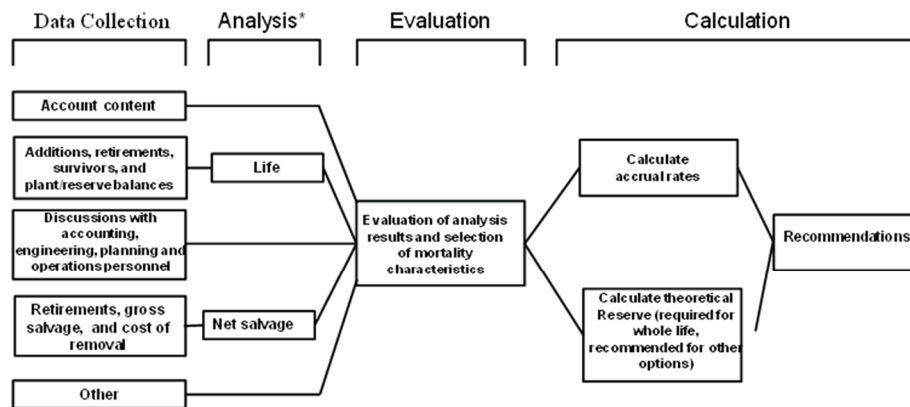 Data Collection
Analysis*
Evaluation
Calculation
Account content
Additions, retirements,
survivors, and
plant/reserve balances
Life
Discussions with
accounting,
engineering, planning and
operations personnel
Retirements, gross
salvage, and cost of
removal
Net salvage
Other
Evaluation of analysis
results and selection
of mortality
characteristics
Calculate
accrual rates
Calculate theoretical
Reserve (required for
whole life,
recommended for other
options)
Recommendations